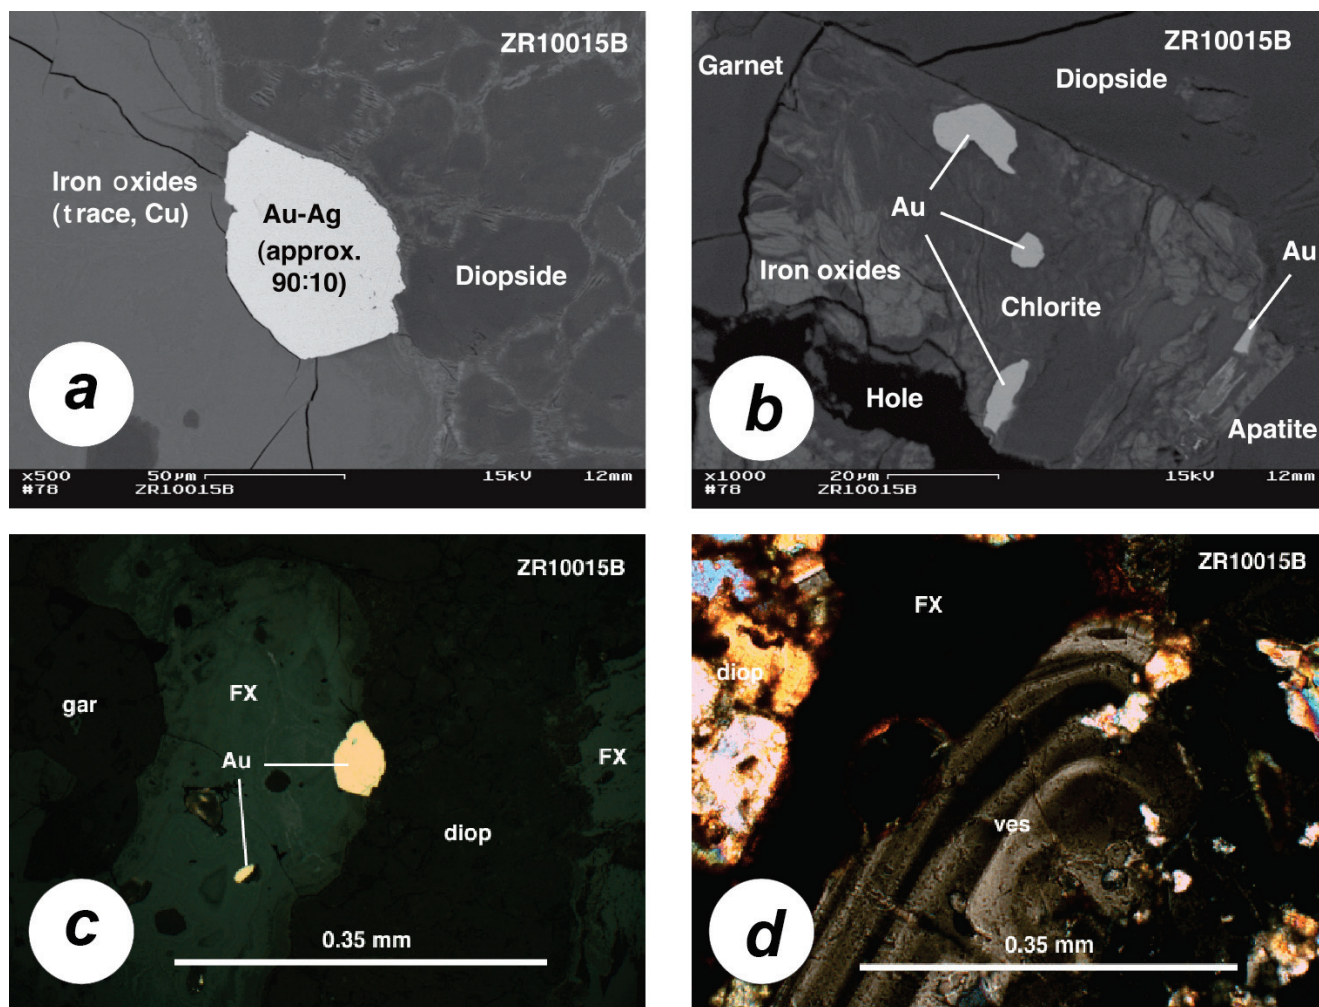 ZR10015B
Iron oxides
(trace, Cu)
Au-Ag
(approx.
90:10)
Diopside
a
x500 50µm 15kV 12mm
#78 ZR10015B
ZR10015B
Garnet
Diopside
Au
Au
Iron oxides
Chlorite
Hole
Apatite
b
x1000 20µm 15kV 12mm
#78 ZR10015B
ZR10015B
gar
FX
FX
Au
diop
c
0.35 mm
ZR10015B
FX
diop
ves
d
0.35 mm